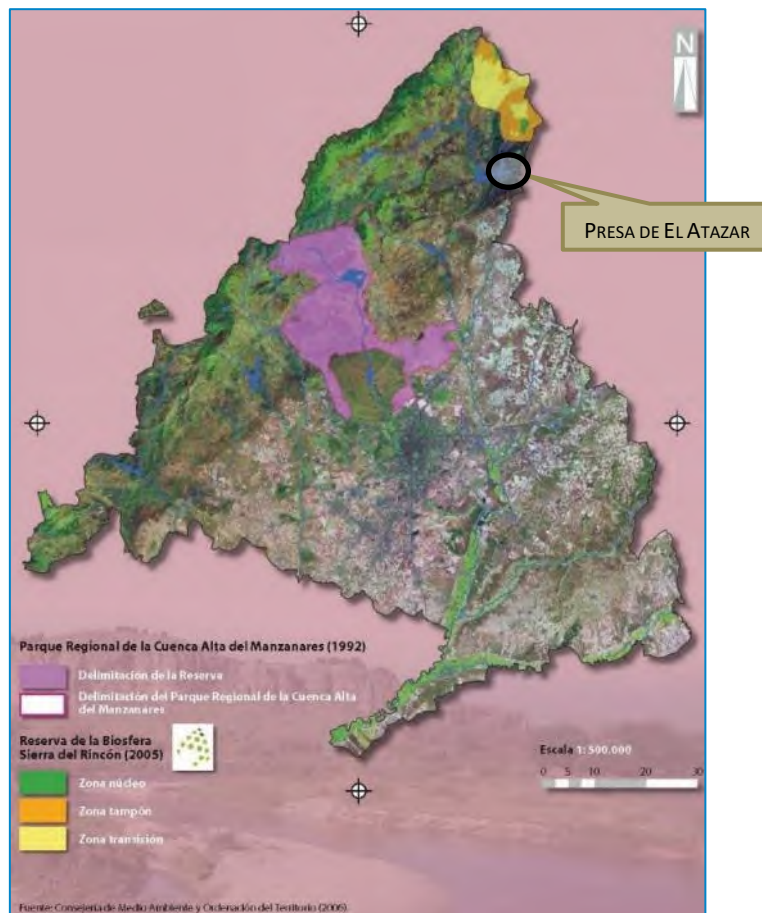 N
PRESA DE EL ATAZAR
Parque Regional de la Cuenca Alta del Manzanares (1992)
Delimitación de la Reserva
Delimitación del Parque Regional de la Cuenca Alta
del Manzanares
Reserva de la Biosfera
Sierra del Rincón (2005)
Zona núcleo
Zona tampón
Zona transición
Escala 1: 500.000
0 5 10 20 30
Fuente: Consejería de Medio Ambiente y Ordenación del Territorio (2006)